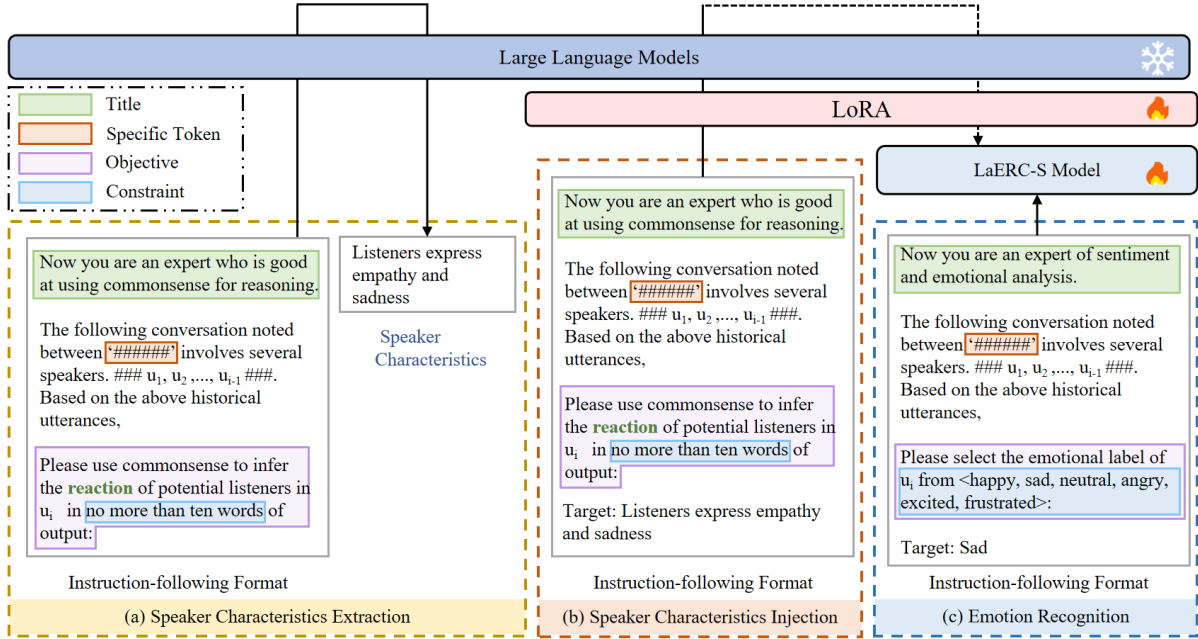 Large Language Models
LoRA
LaERC-S Model
Title
Specific Token
Objective
Constraint
Now you are an expert who is good
at using commonsense for reasoning.
The following conversation noted
between ‘######’ involves several
speakers. ### u1, u2 ,..., ui-1 ###.
Based on the above historical
utterances,
Please use commonsense to infer
the reaction of potential listeners in
ui in no more than ten words of
output:
Instruction-following Format
Listeners express
empathy and
sadness
Speaker
Characteristics
(a) Speaker Characteristics Extraction
Now you are an expert who is good
at using commonsense for reasoning.
The following conversation noted
between ‘######’ involves several
speakers. ### u1, u2 ,..., ui-1 ###.
Based on the above historical
utterances,
Please use commonsense to infer
the reaction of potential listeners in
ui in no more than ten words of
output:
Target: Listeners express empathy
and sadness
Instruction-following Format
(b) Speaker Characteristics Injection
Now you are an expert of sentiment
and emotional analysis.
The following conversation noted
between ‘######’ involves several
speakers. ### u1, u2 ,..., ui-1 ###.
Based on the above historical
utterances,
Please select the emotional label of
ui from <happy, sad, neutral, angry,
excited, frustrated>:
Target: Sad
Instruction-following Format
(c) Emotion Recognition